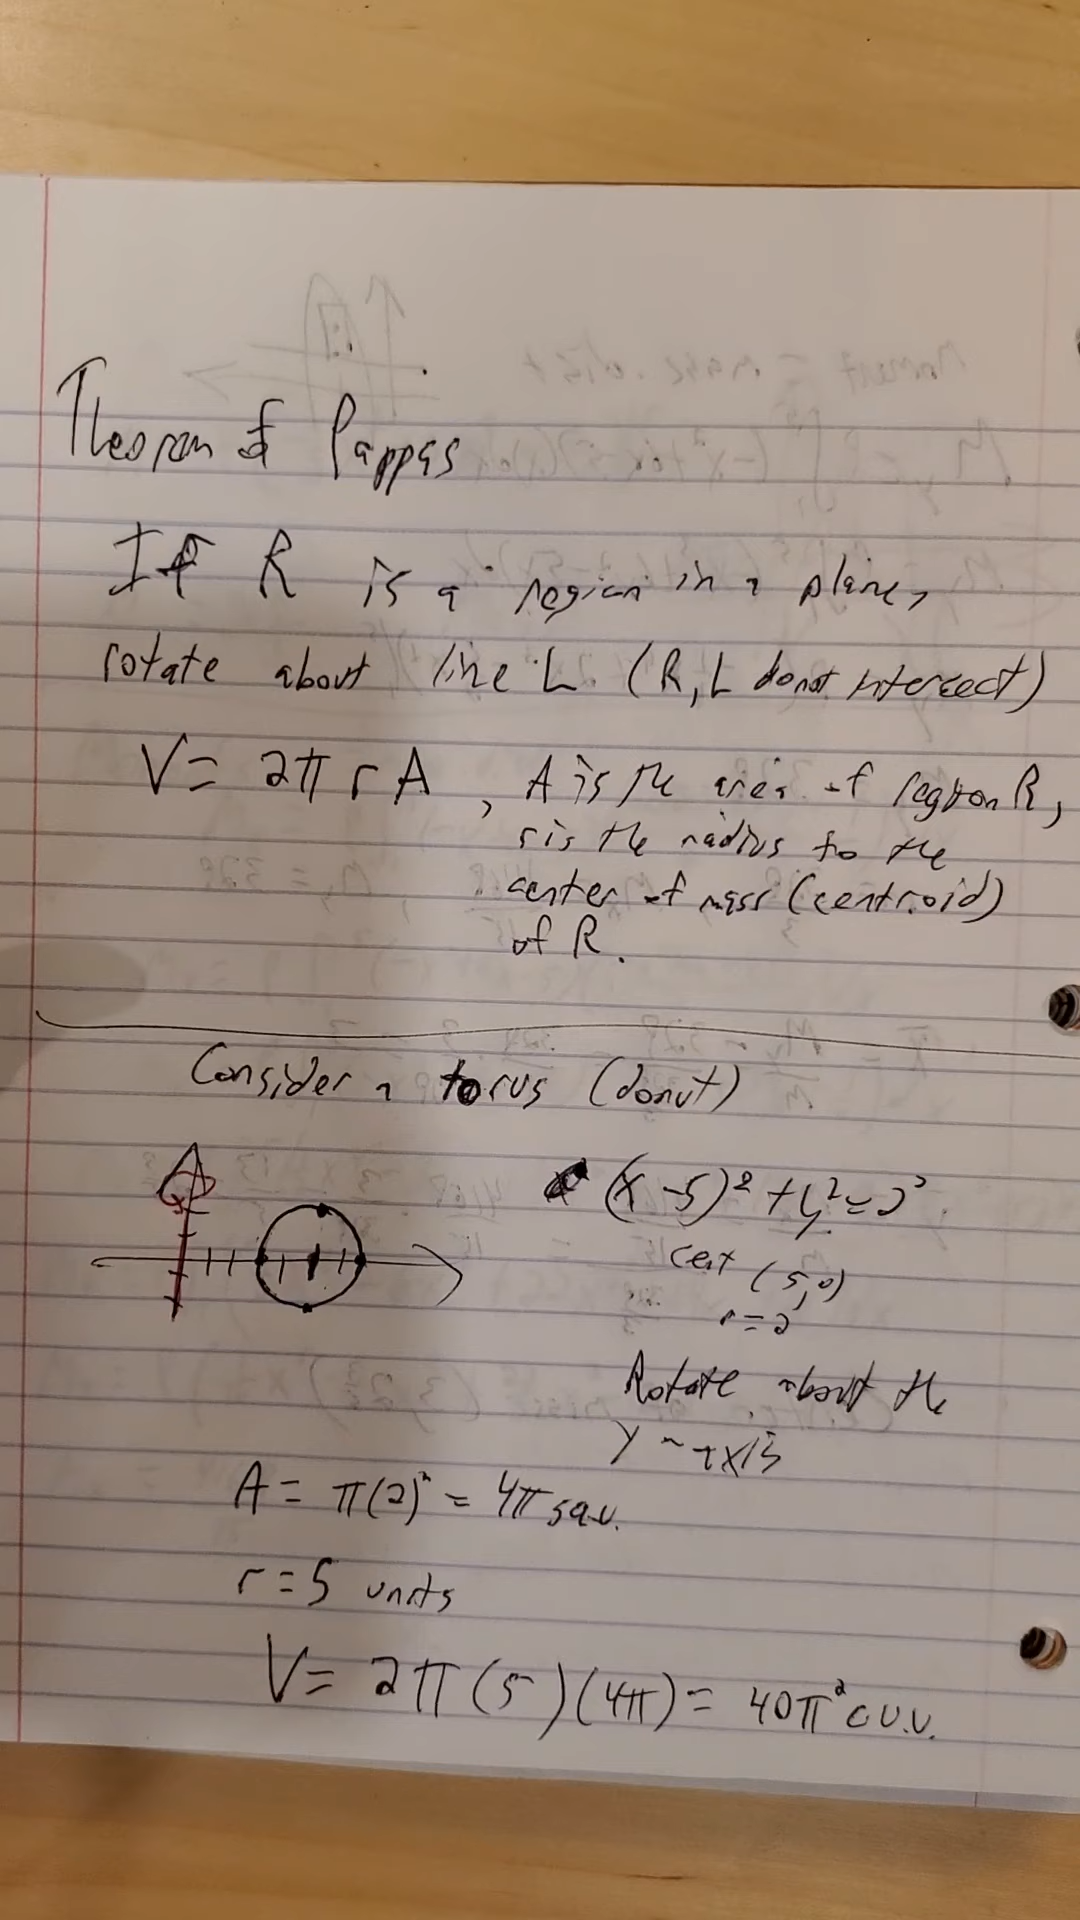 Theorem of Pappas
If R is a region in a plane,
rotate about line L. (R, L do not intersect)
V = 2π r A, A is the area of region R,
r is the radius to the
center of mass (centroid)
of R.
Consider a torus (donut)
(x-5)² + y² = 2²
cent (5,0)
r = 2
Rotate about the
y-axis
A = π(2)² = 4π sq.u.
r = 5 units
V = 2π(5)(4π) = 40π² cu.u.